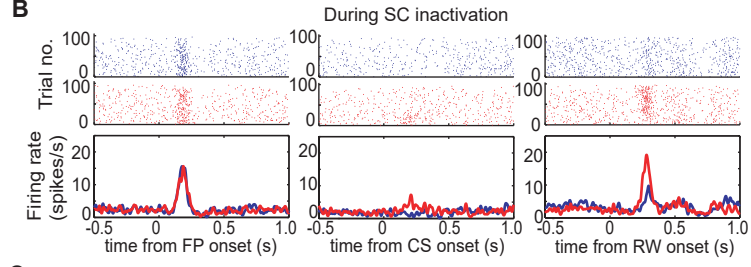 B
During SC inactivation
Trial no.
100
0
100
0
100
0
100
0
100
0
100
0
Firing rate
(spikes/s)
20
10
0
-0.5 0 0.5 1.0
time from FP onset (s)
20
10
0
-0.5 0 0.5 1.0
time from CS onset (s)
20
10
0
-0.5 0 0.5 1.0
time from RW onset (s)